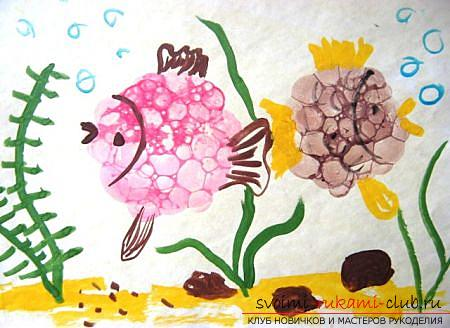 svoimi-rukami-club.ru
КЛУБ НОВИЧКОВ И МАСТЕРОВ РУКОДЕЛИЯ